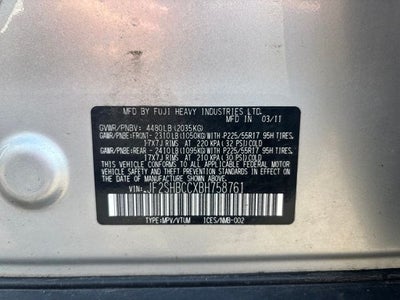 MFD. BY FUJI HEAVY INDUSTRIES LTD.
MADE IN JAPAN 03/11
GVWR/PNBV: 4480LB(2035KG)
GAWR/PNBE:FRONT- 2310LB(1050KG)WITH P225/55R17 95H TIRES,
17X7J RIMS AT 220 KPA(32 PSI)COLD
GAWR/PNBE:REAR - 2410LB(1095KG)WITH P225/55R17 95H TIRES,
17X7J RIMS AT 210 KPA(30 PSI)COLD
THIS VEHICLE CONFORMS TO ALL APPLICABLE FEDERAL MOTOR
VEHICLE SAFETY, BUMPER AND THEFT PREVENTION STANDARDS
IN EFFECT ON THE DATE OF MANUFACTURE SHOWN ABOVE.
VIN: JF2SHBCCXBH758761
TYPE:MPV/VTUM ICES/NMB-002